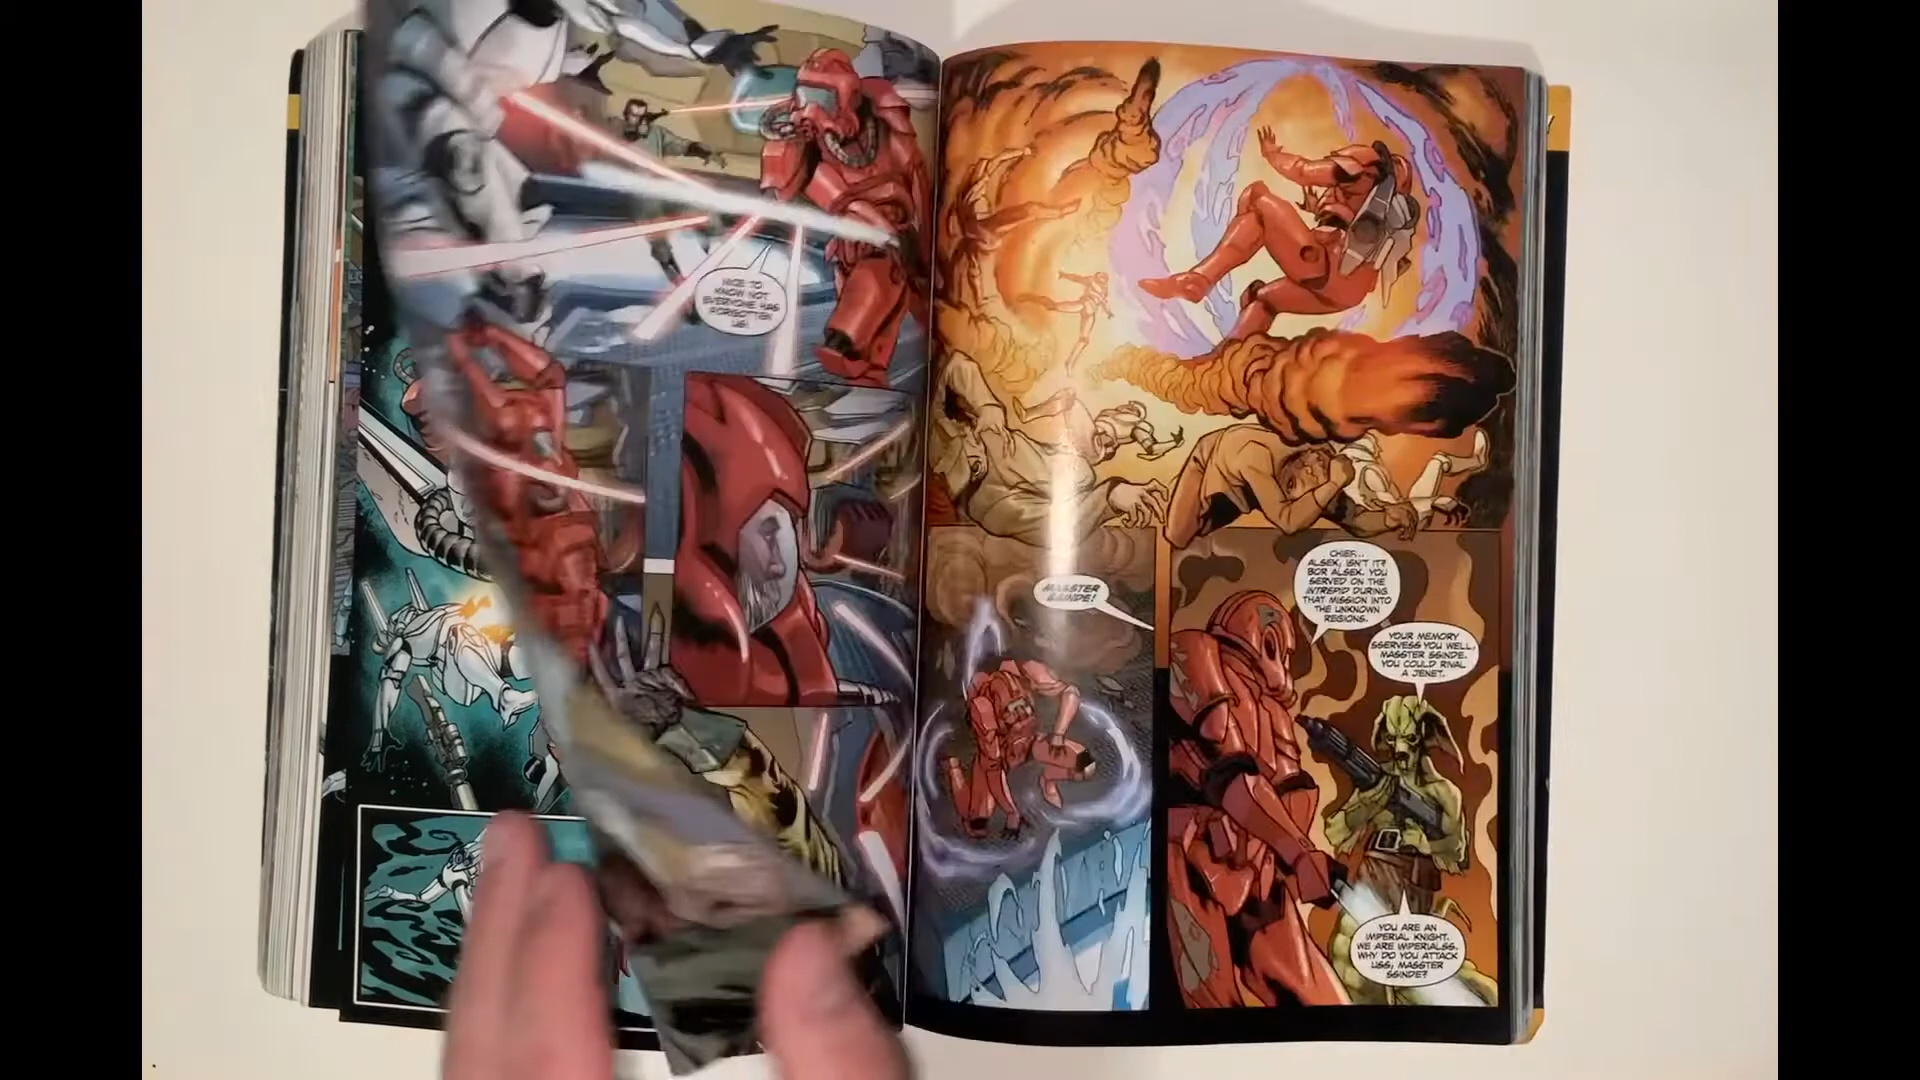 NICE TO
KNOW NOT
EVERYONE HAS
FORGOTTEN
US!
MASSTER
SINDE!
CHIEF...
ALSEK, ISN'T IT?
BOR ALSEK. YOU
SERVED ON THE
INTREPID DURING
THAT MISSION INTO
THE UNKNOWN
REGIONS.
YOUR MEMORY
SSERVESS YOU WELL,
MASSTER SSINDE.
YOU COULD RIVAL
A JENET.
YOU ARE AN
IMPERIAL KNIGHT.
WE ARE IMPERIALSS.
WHY DO YOU ATTACK
USS, MASSTER
SSINDE?